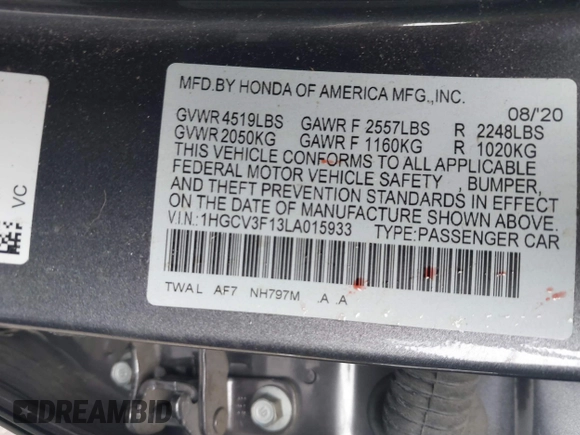 MFD.BY HONDA OF AMERICA MFG.,INC.
08/'20
GVWR 4519LBS GAWR F 2557LBS R 2248LBS
GVWR 2050KG GAWR F 1160KG R 1020KG
THIS VEHICLE CONFORMS TO ALL APPLICABLE
FEDERAL MOTOR VEHICLE SAFETY , BUMPER,
AND THEFT PREVENTION STANDARDS IN EFFECT
ON THE DATE OF MANUFACTURE SHOWN ABOVE.
V.I.N.:1HGCV3F13LA015933 TYPE:PASSENGER CAR
TWAL AF7 NH797M .A .A
VC
DREAMBID